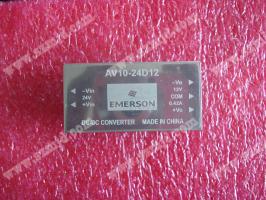 AV10-24D12
-Vin
24V
+Vin
EMERSON
-Vo
12V
COM
0.42A
+Vo
DC/DC CONVERTER MADE IN CHINA